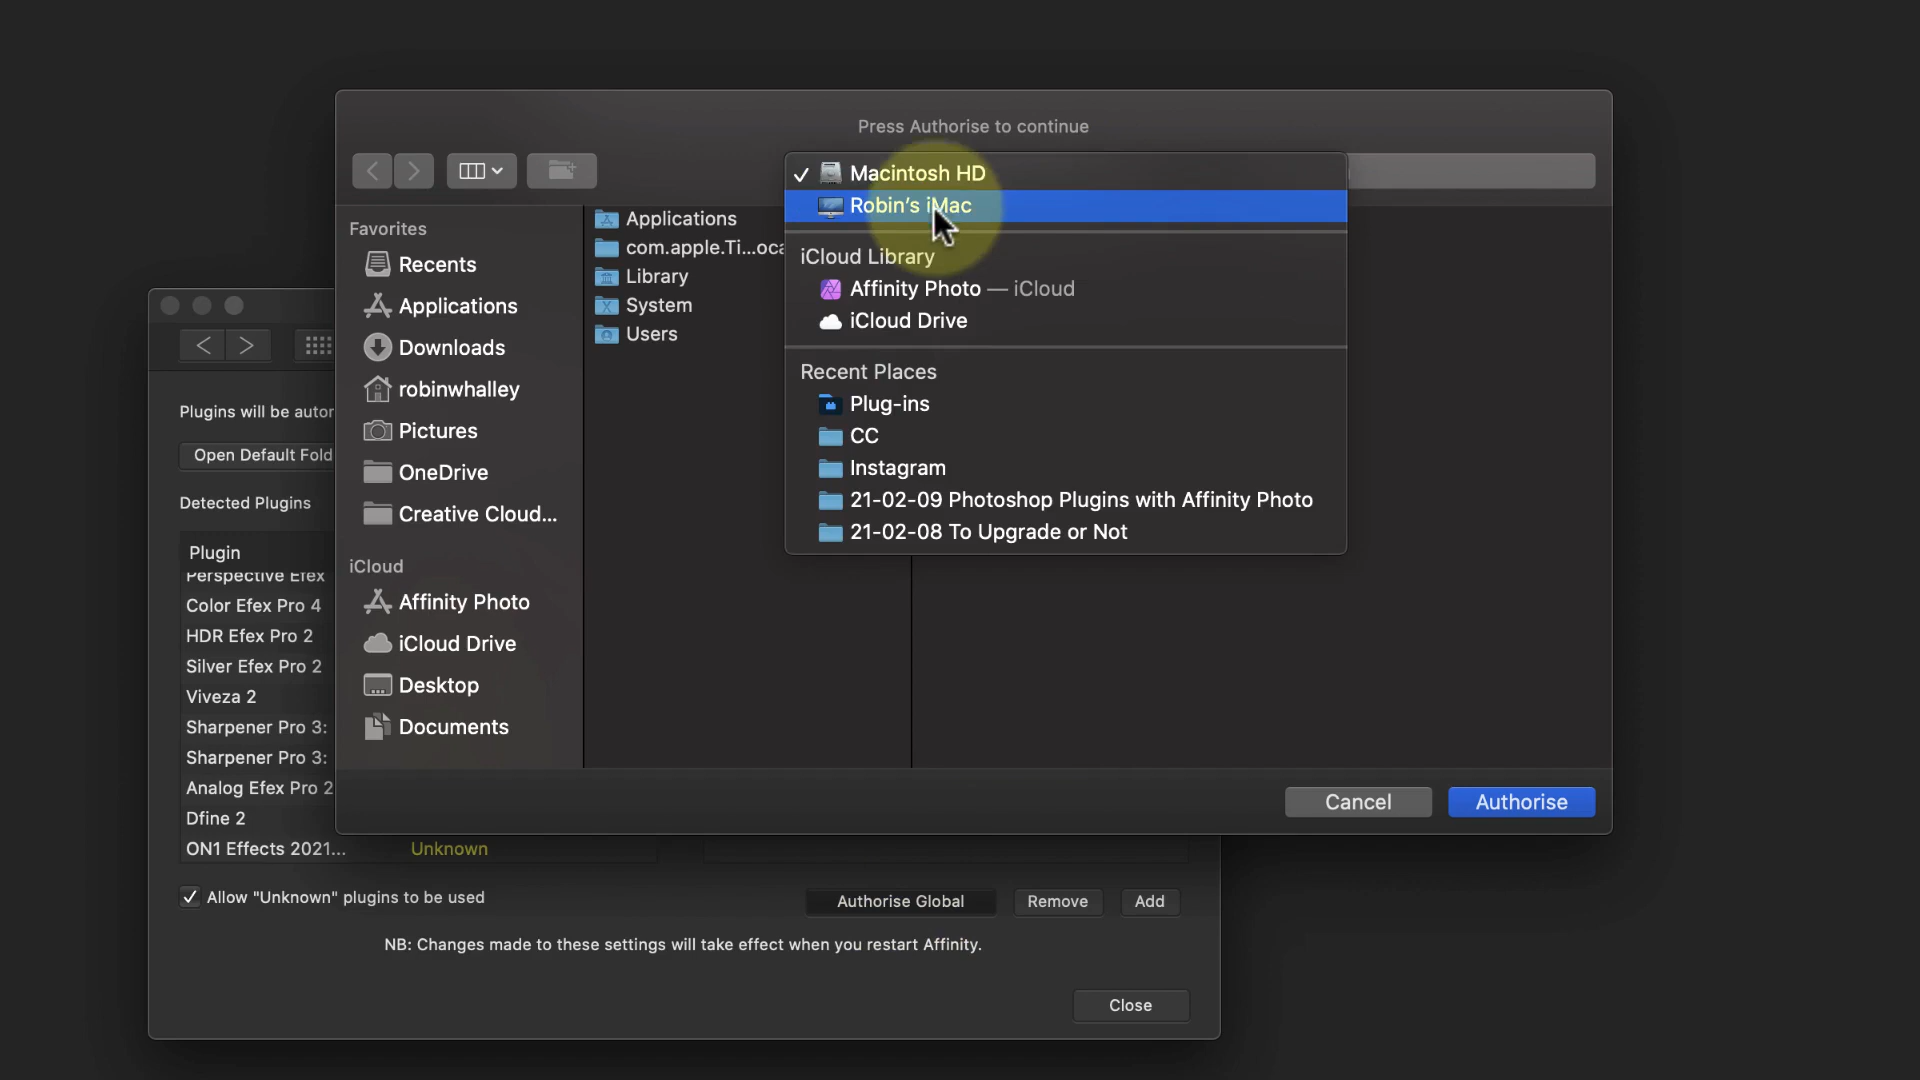 Press Authorise to continue
Macintosh HD
Robin's iMac
iCloud Library
Affinity Photo — iCloud
iCloud Drive
Recent Places
Plug-ins
CC
Instagram
21-02-09 Photoshop Plugins with Affinity Photo
21-02-08 To Upgrade or Not
Favorites
Recents
Applications
Downloads
robinwhalley
Pictures
OneDrive
Creative Cloud...
iCloud
Affinity Photo
iCloud Drive
Desktop
Documents
Applications
com.apple.Ti...oca
Library
System
Users
Cancel
Authorise
Plugins will be autor
Open Default Fold
Detected Plugins
Plugin
Perspective Efex
Color Efex Pro 4
HDR Efex Pro 2
Silver Efex Pro 2
Viveza 2
Sharpener Pro 3:
Sharpener Pro 3:
Analog Efex Pro 2
Dfine 2
ON1 Effects 2021... Unknown
Allow "Unknown" plugins to be used
Authorise Global
Remove
Add
NB: Changes made to these settings will take effect when you restart Affinity.
Close